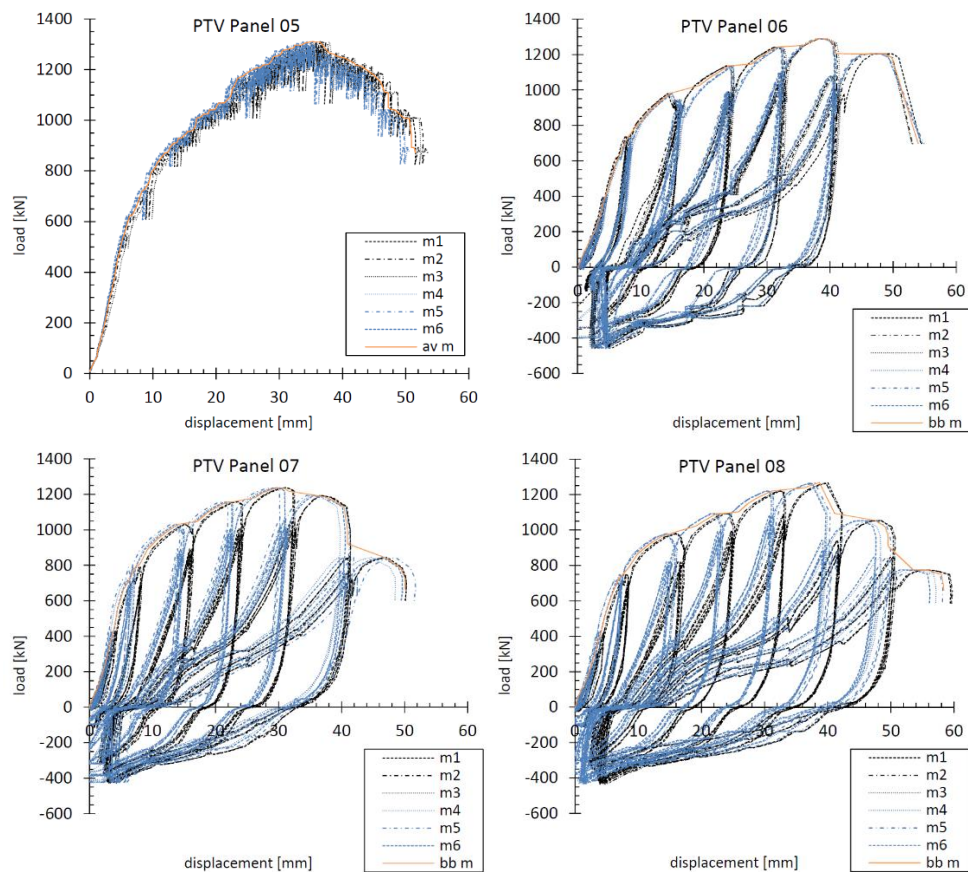 PTV Panel 05
1400
1200
1000
800
600
400
200
0
load [kN]
0 10 20 30 40 50 60
displacement [mm]
m1
m2
m3
m4
m5
m6
av m
PTV Panel 06
1400
1200
1000
800
600
400
200
0
-200
-400
-600
load [kN]
0 10 20 30 40 50 60
displacement [mm]
m1
m2
m3
m4
m5
m6
bb m
PTV Panel 07
1400
1200
1000
800
600
400
200
0
-200
-400
-600
load [kN]
0 10 20 30 40 50 60
displacement [mm]
m1
m2
m3
m4
m5
m6
bb m
PTV Panel 08
1400
1200
1000
800
600
400
200
0
-200
-400
-600
load [kN]
0 10 20 30 40 50 60
displacement [mm]
m1
m2
m3
m4
m5
m6
bb m